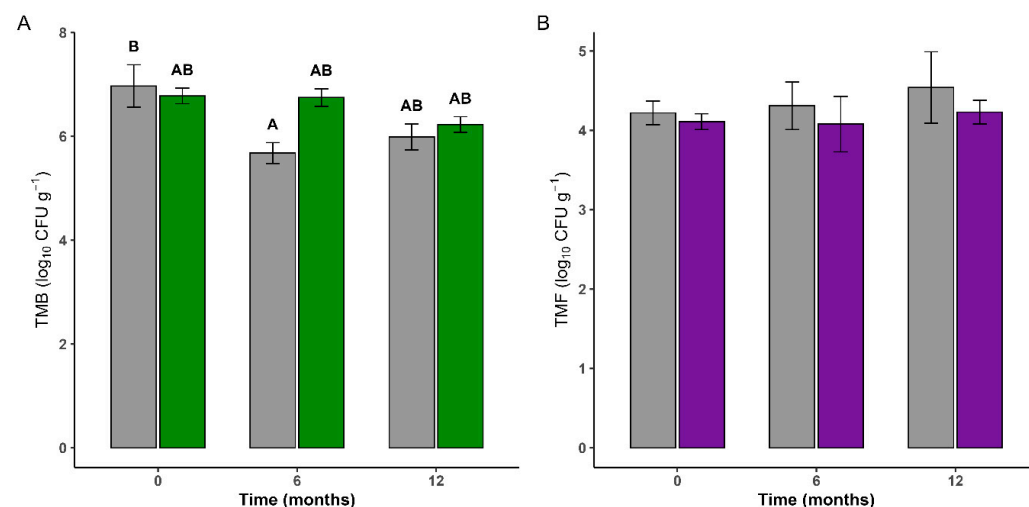 A
8
6
4
2
0
TMB (log₁₀ CFU g⁻¹)
B
AB
A
AB
AB
AB
0
6
12
Time (months)
B
5
4
3
2
1
0
TMF (log₁₀ CFU g⁻¹)
0
6
12
Time (months)